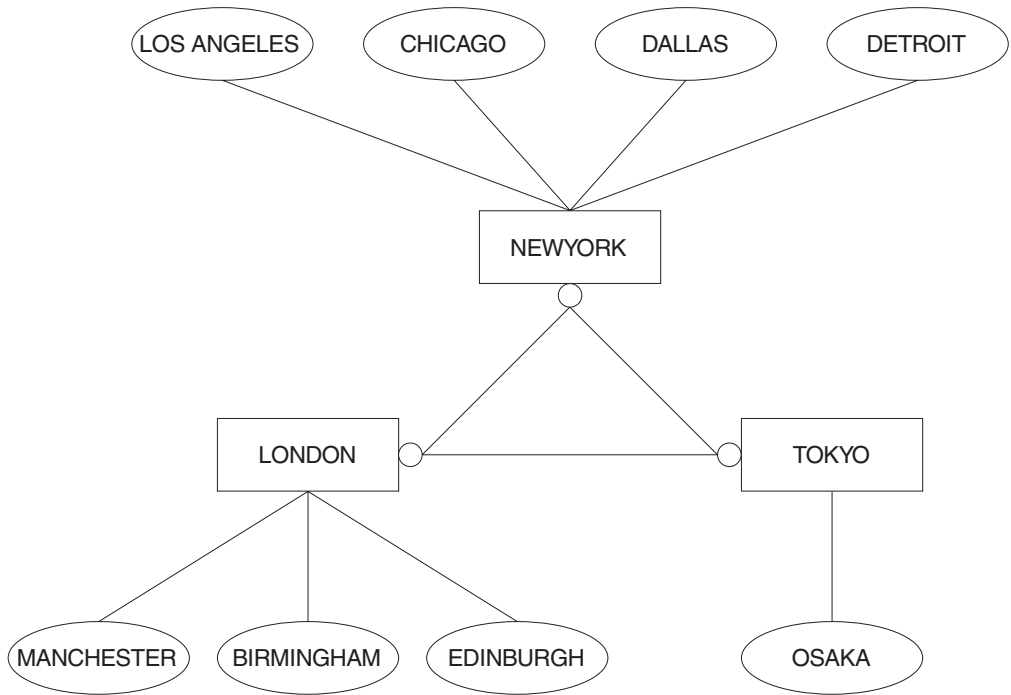 LOS ANGELES
CHICAGO
DALLAS
DETROIT
NEWYORK
LONDON
TOKYO
MANCHESTER
BIRMINGHAM
EDINBURGH
OSAKA